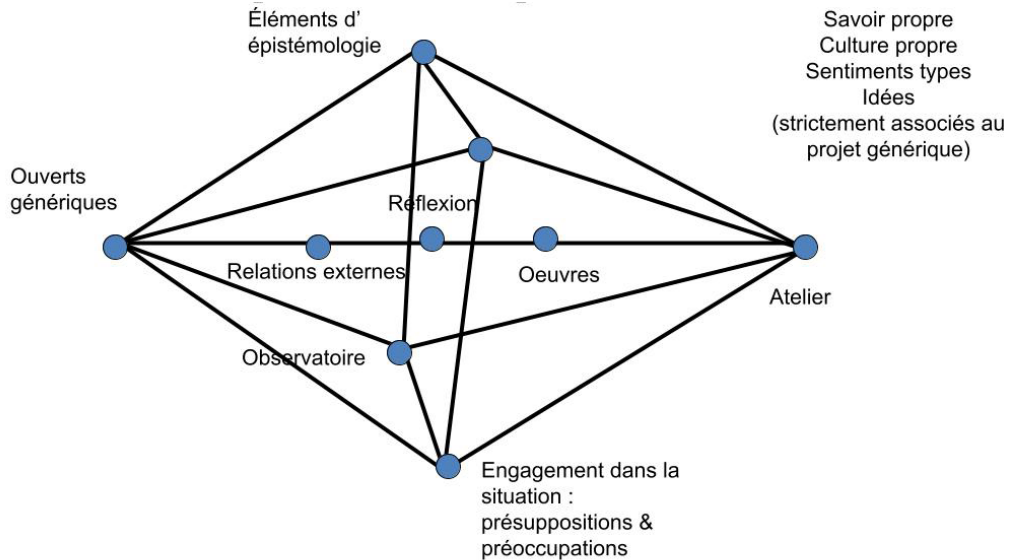 Éléments d’
épistémologie
Savoir propre
Culture propre
Sentiments types
Idées
(strictement associés au
projet générique)
Ouverts
génériques
Réflexion
Relations externes
Oeuvres
Atelier
Observatoire
Engagement dans la
situation :
présuppositions &
préoccupations